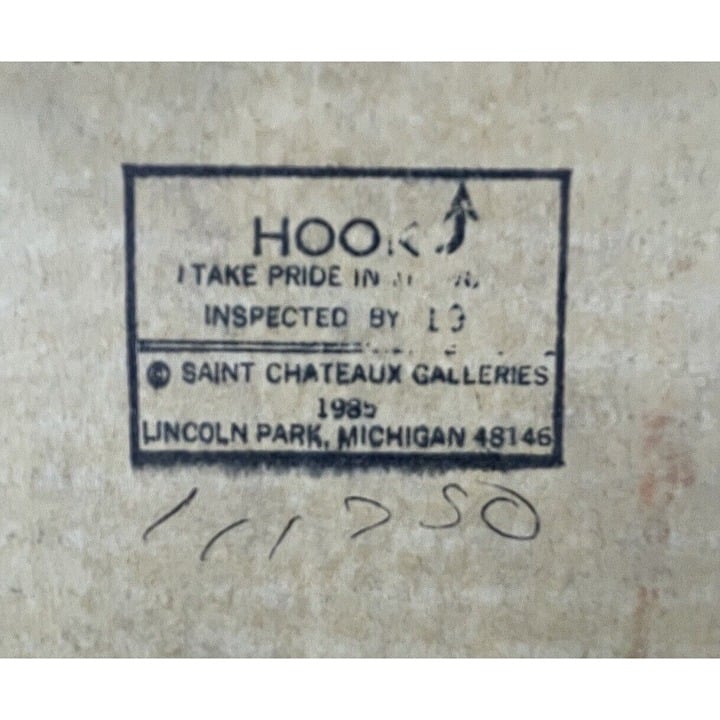 HOOK
I TAKE PRIDE IN
INSPECTED BY
© SAINT CHATEAUX GALLERIES
1985
LINCOLN PARK, MICHIGAN 48146